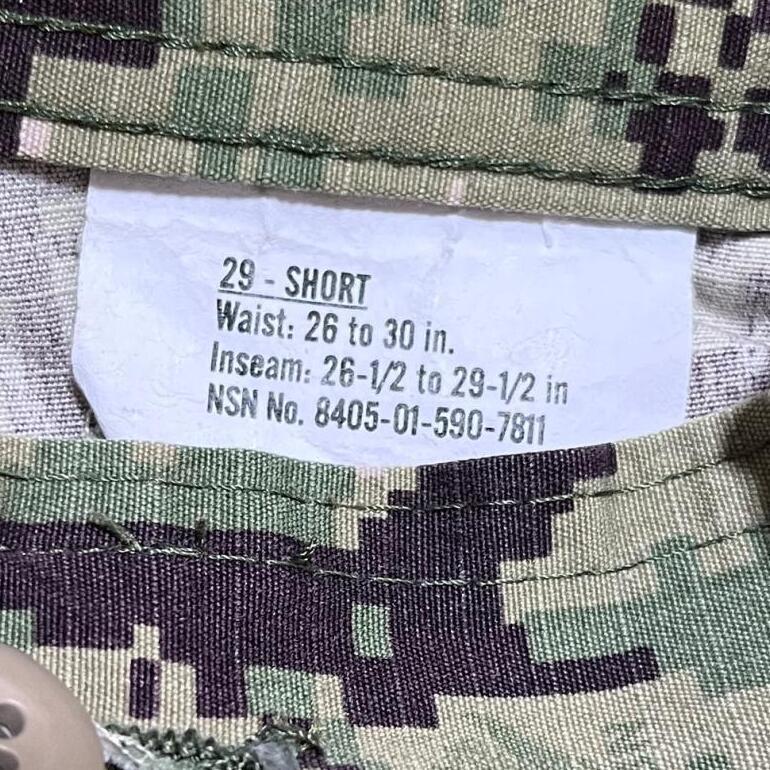 29 - SHORT
Waist: 26 to 30 in.
Inseam: 26-1/2 to 29-1/2 in
NSN No. 8405-01-590-7811